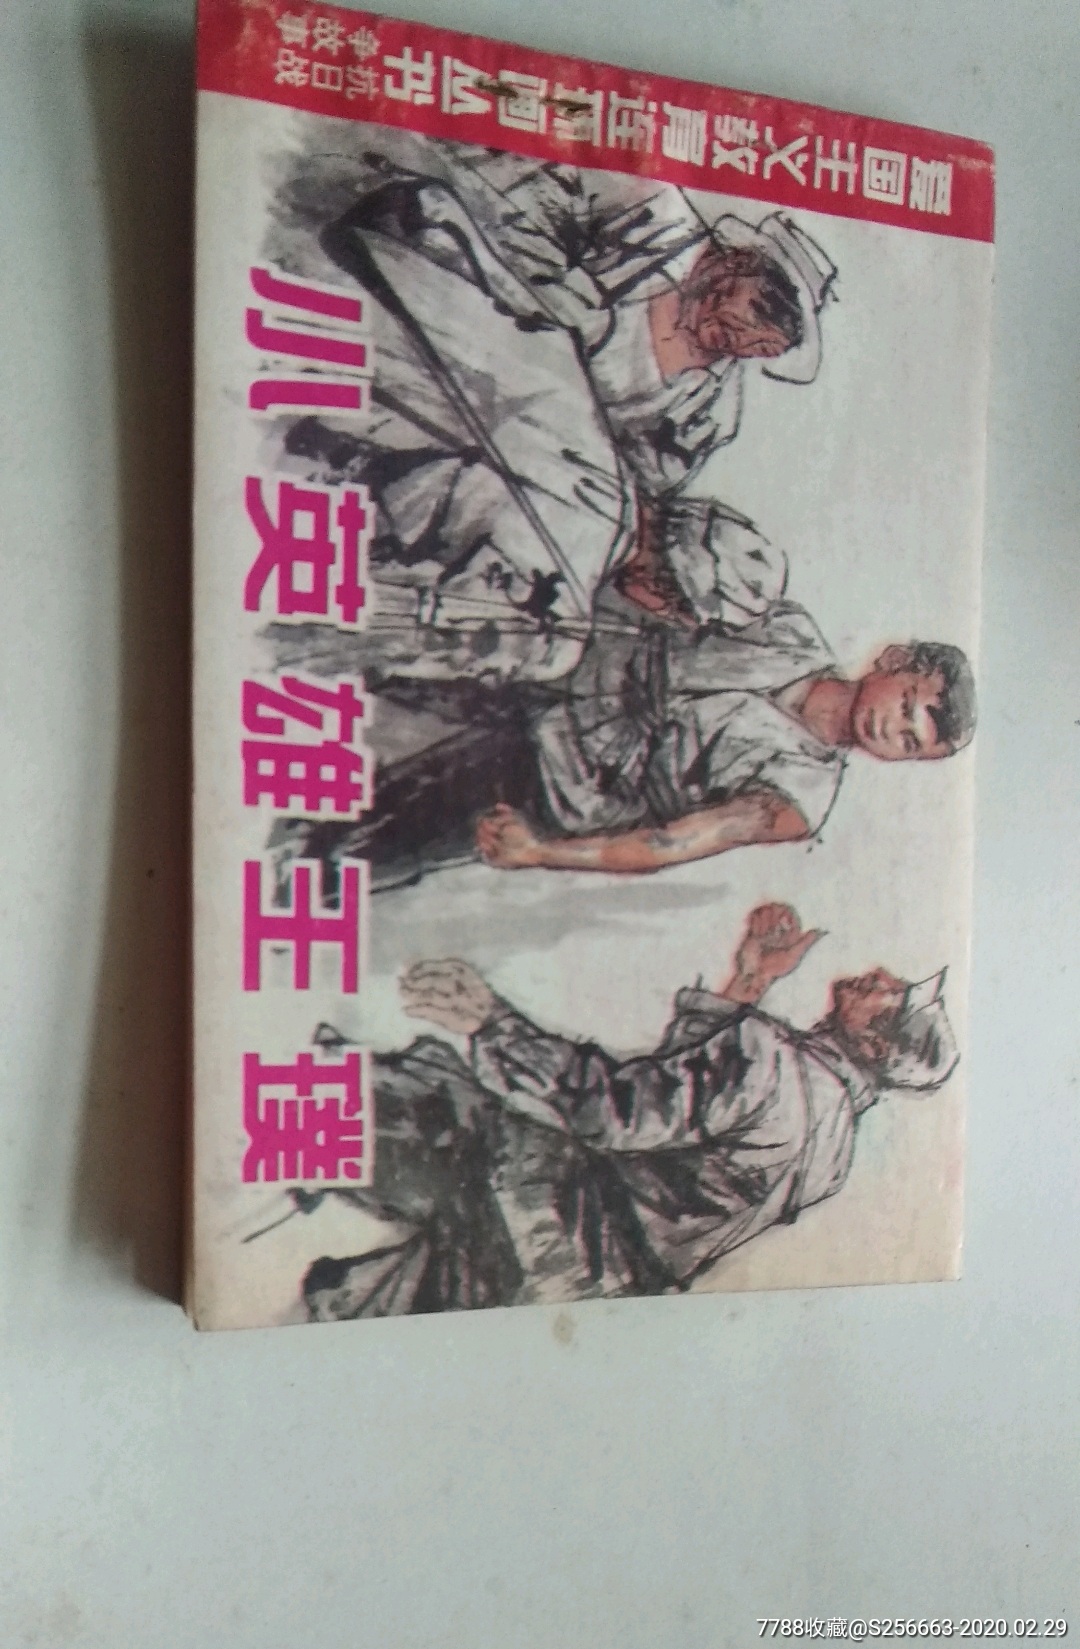 爱国主义教育连环画丛书
抗日战
争故事
小英雄王璞
7788收藏@S256663-2020.02.29